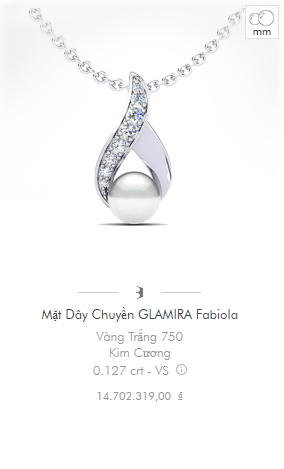 mm
Mặt Dây Chuyền GLAMIRA Fabiola
Vàng Trắng 750
Kim Cương
0.127 crt - VS
14.702.319,00 ₫